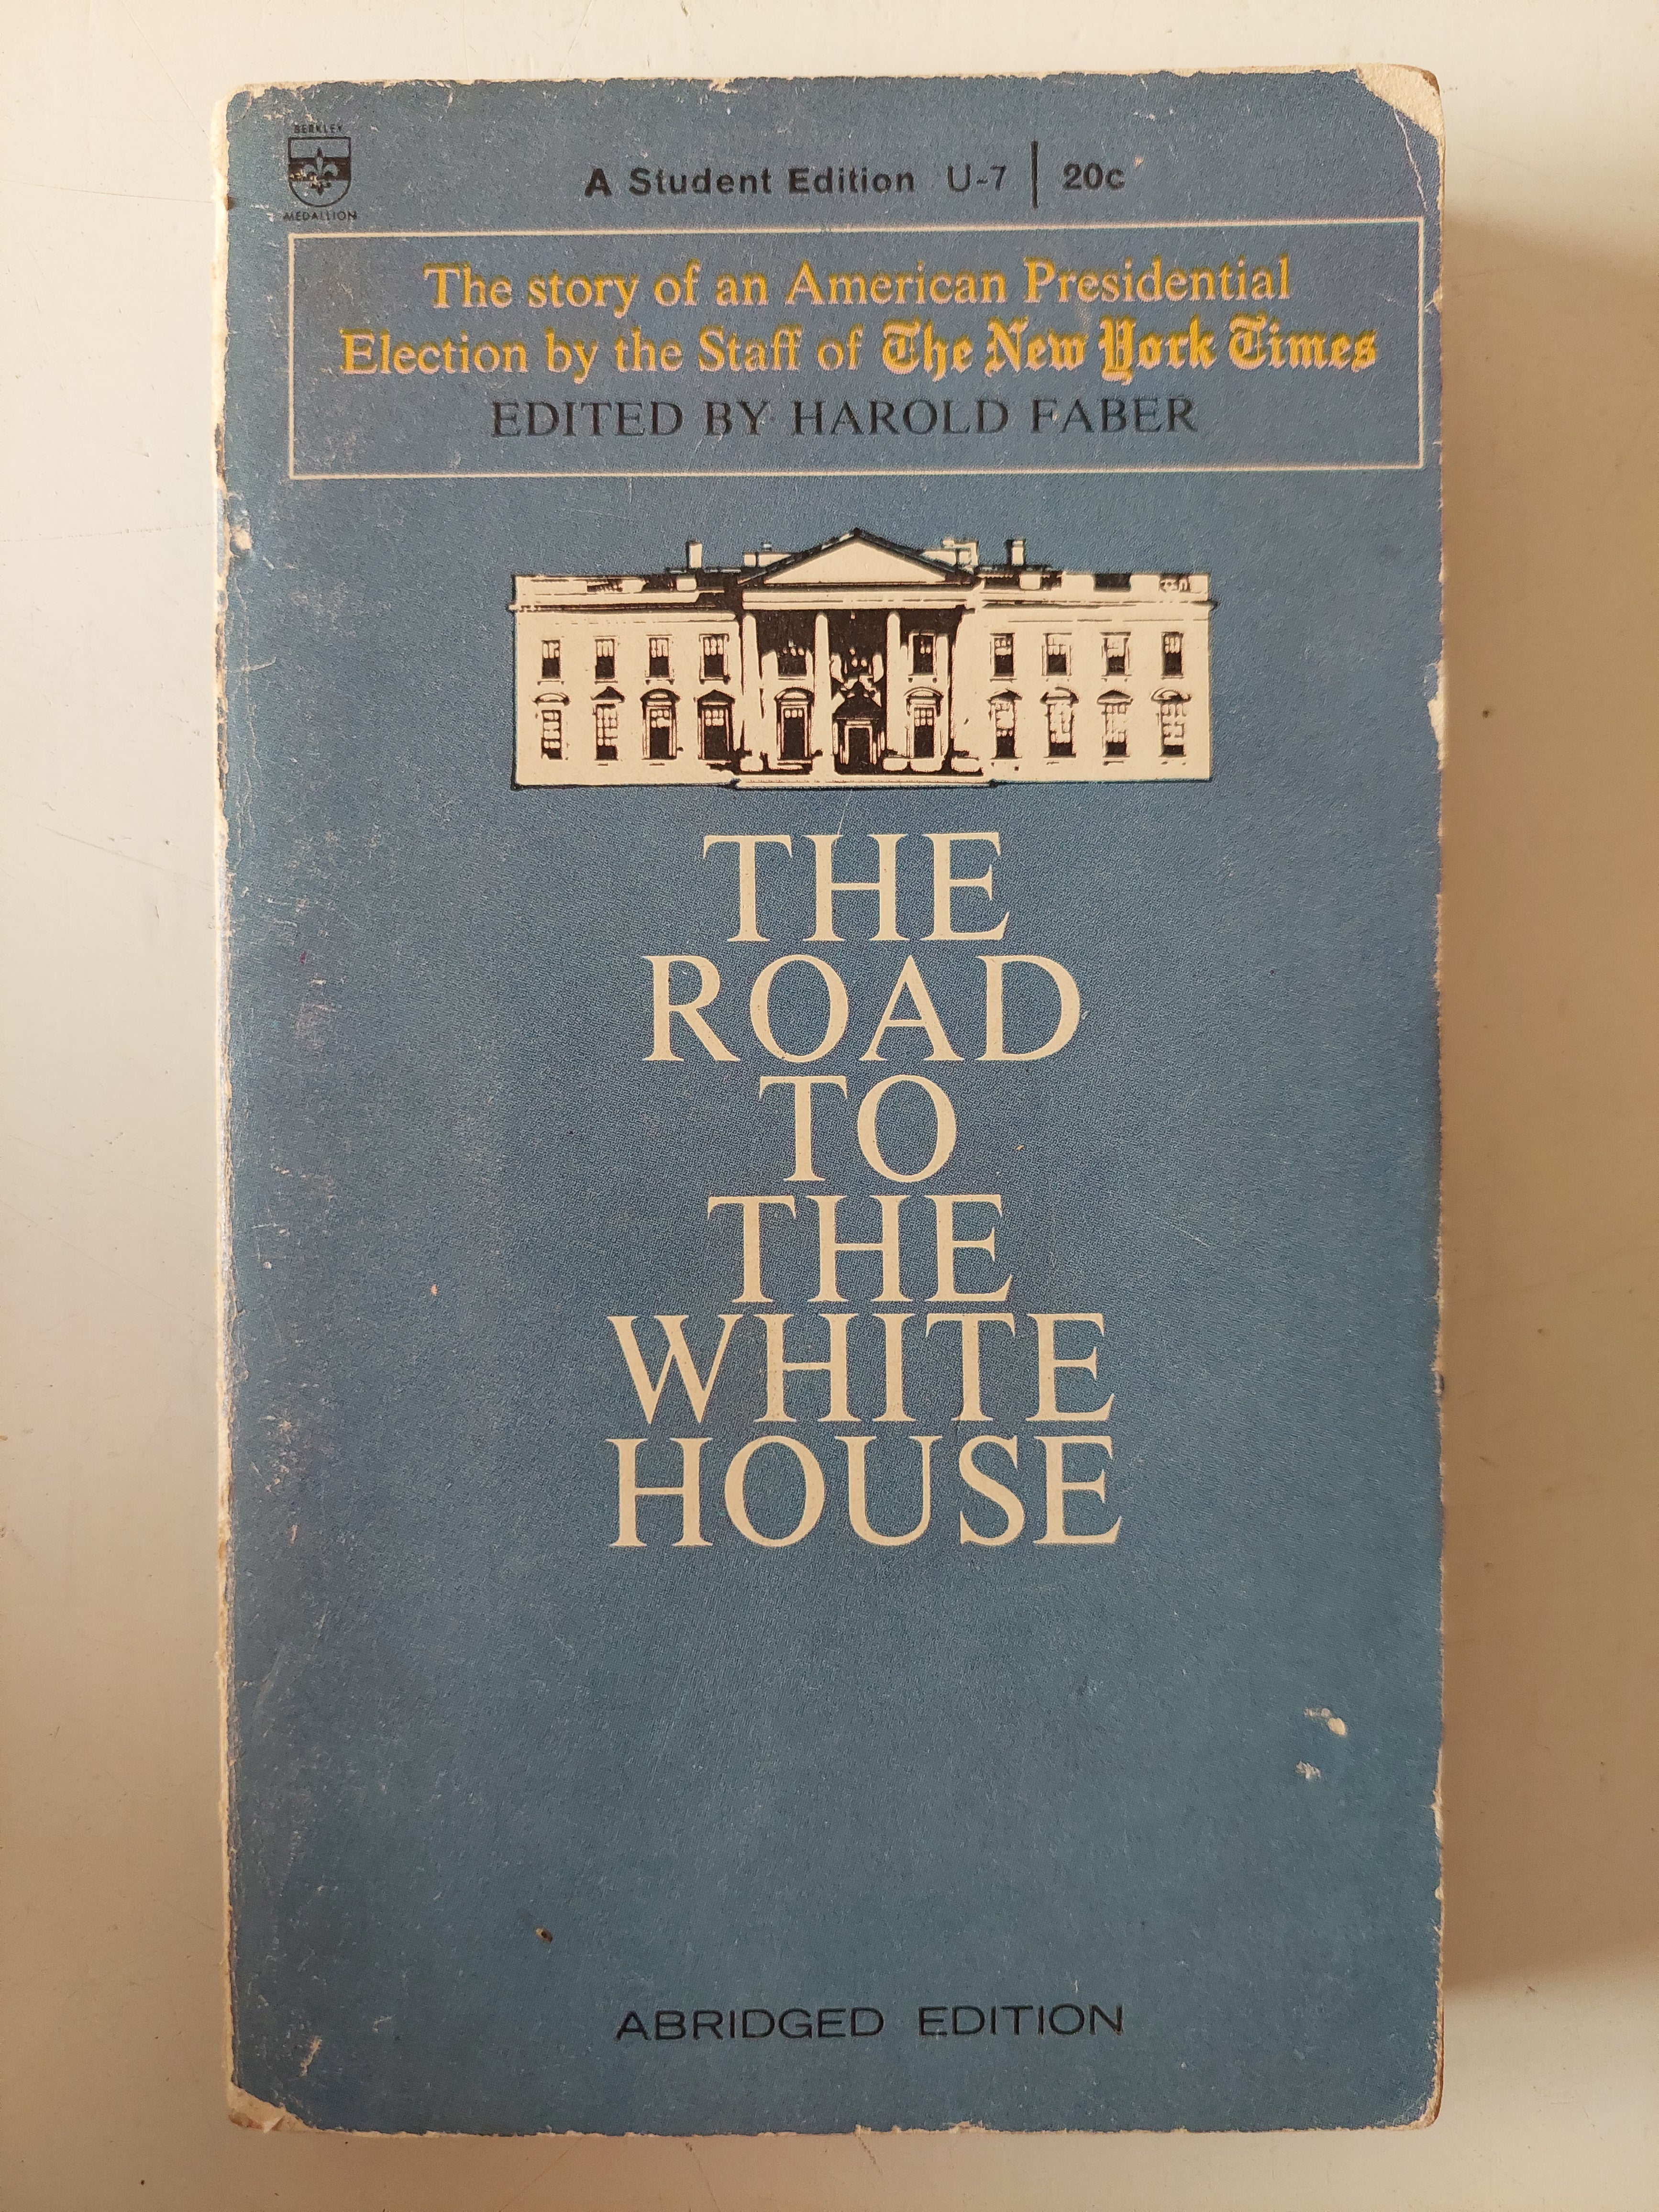 BERKLEY
MEDALLION
A Student Edition U-7 | 20c
The story of an American Presidential
Election by the Staff of The New York Times
EDITED BY HAROLD FABER
THE
ROAD
TO
THE
WHITE
HOUSE
ABRIDGED EDITION